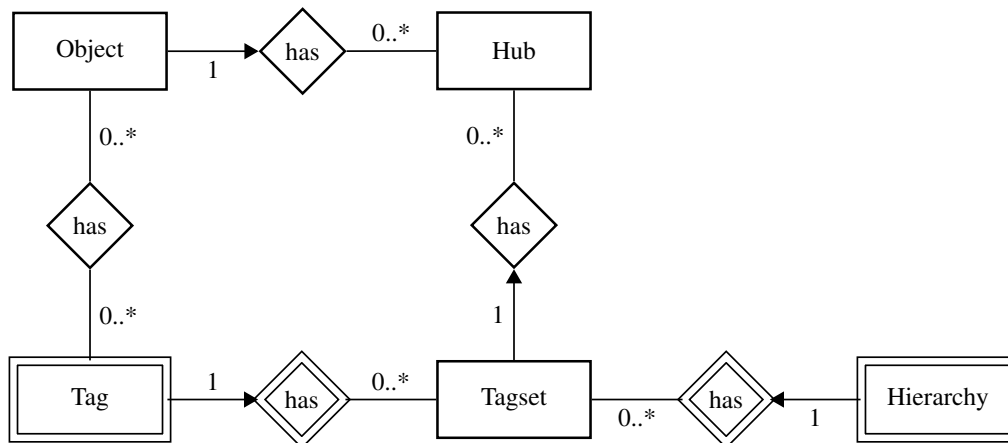 Object
1
has
0..*
Hub
0..*
0..*
has
has
0..*
1
Tag
1
has
0..*
Tagset
0..*
has
1
Hierarchy